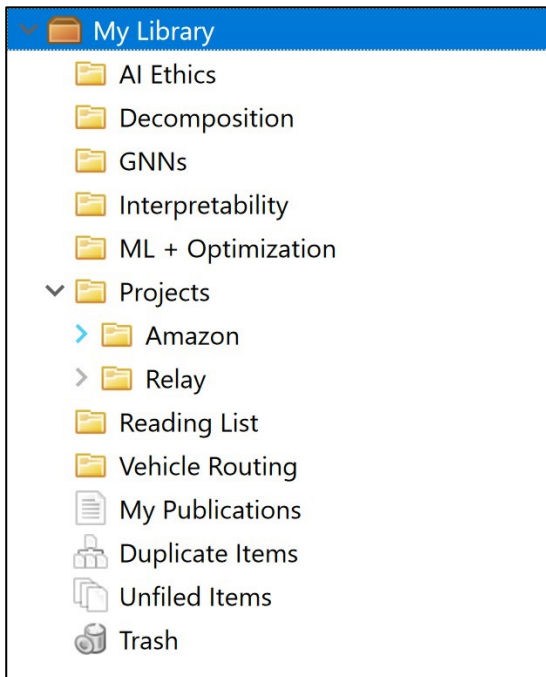 My Library
AI Ethics
Decomposition
GNNs
Interpretability
ML + Optimization
Projects
Amazon
Relay
Reading List
Vehicle Routing
My Publications
Duplicate Items
Unfiled Items
Trash